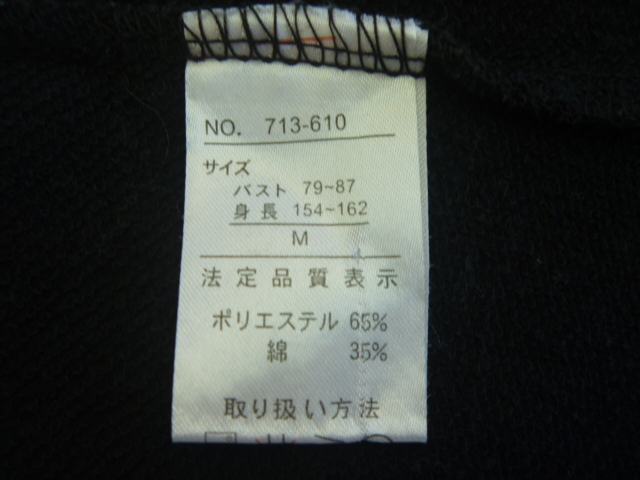 NO. 713-610
サイズ
バスト 79~87
身長 154~162
M
法定品質表示
ポリエステル 65%
綿 35%
取り扱い方法